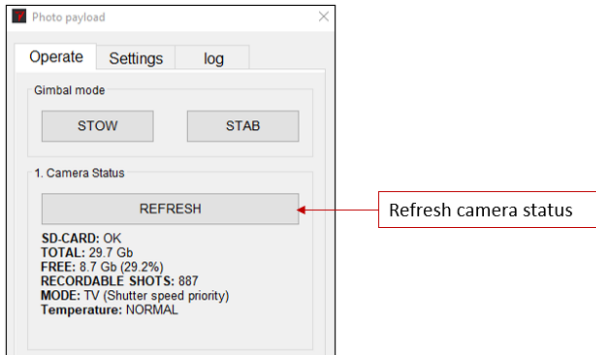 Photo payload
Operate Settings log
Gimbal mode
STOW STAB
1. Camera Status
REFRESH
Refresh camera status
SD-CARD: OK
TOTAL: 29.7 Gb
FREE: 8.7 Gb (29.2%)
RECORDABLE SHOTS: 887
MODE: TV (Shutter speed priority)
Temperature: NORMAL